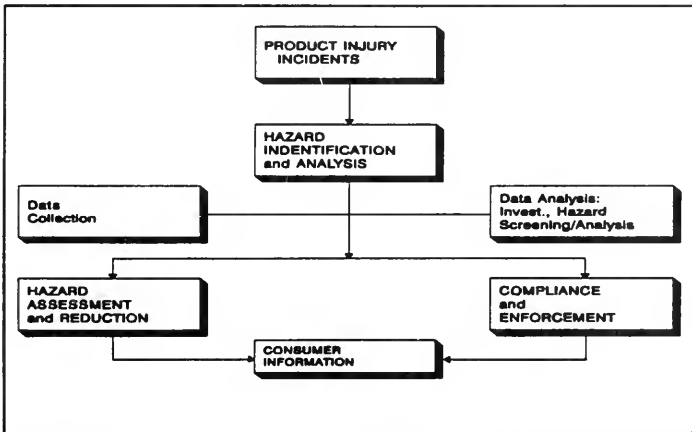 PRODUCT INJURY
INCIDENTS
HAZARD
INDENTIFICATION
and ANALYSIS
Data
Collection
Data Analysis:
Invest., Hazard
Screening/Analysis
HAZARD
ASSESSMENT
and REDUCTION
COMPLIANCE
and
ENFORCEMENT
CONSUMER
INFORMATION